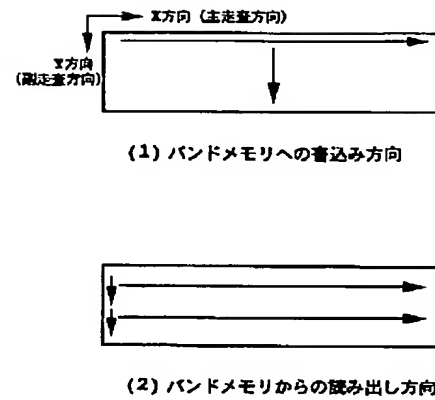 X方向 (主走査方向)
Y方向
(副走査方向)
(1) バンドメモリへの書込み方向
(2) バンドメモリからの読み出し方向